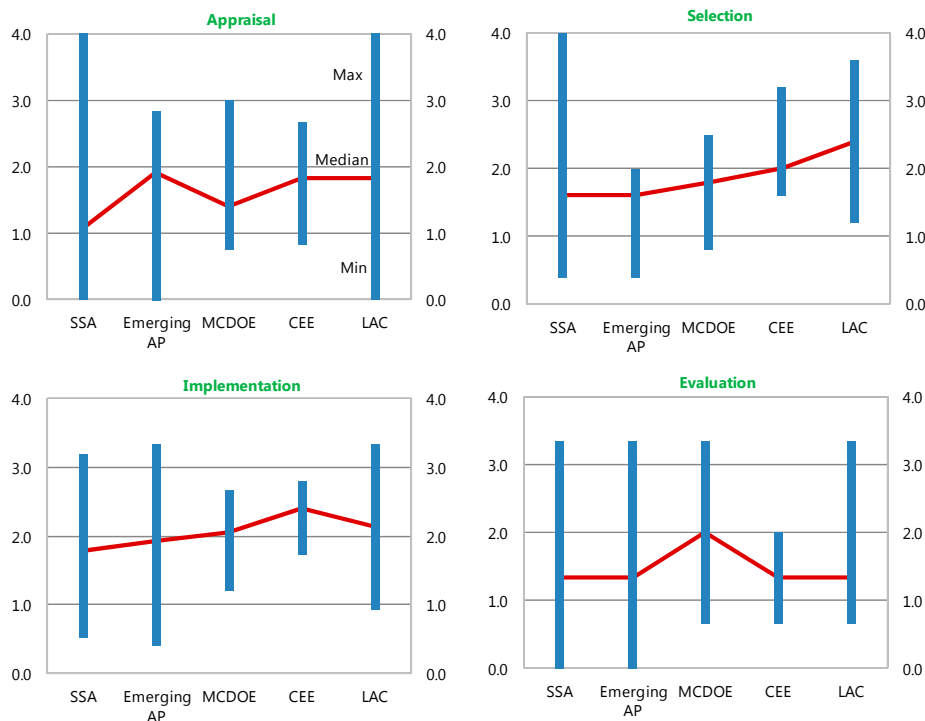 Appraisal
4.0 4.0
Max
3.0 3.0
Median
2.0 2.0
1.0 1.0
Min
0.0 0.0
SSA Emerging AP MCDOE CEE LAC
Selection
4.0 4.0
3.0 3.0
2.0 2.0
1.0 1.0
0.0 0.0
SSA Emerging AP MCDOE CEE LAC
Implementation
4.0 4.0
3.0 3.0
2.0 2.0
1.0 1.0
0.0 0.0
SSA Emerging AP MCDOE CEE LAC
Evaluation
4.0 4.0
3.0 3.0
2.0 2.0
1.0 1.0
0.0 0.0
SSA Emerging AP MCDOE CEE LAC